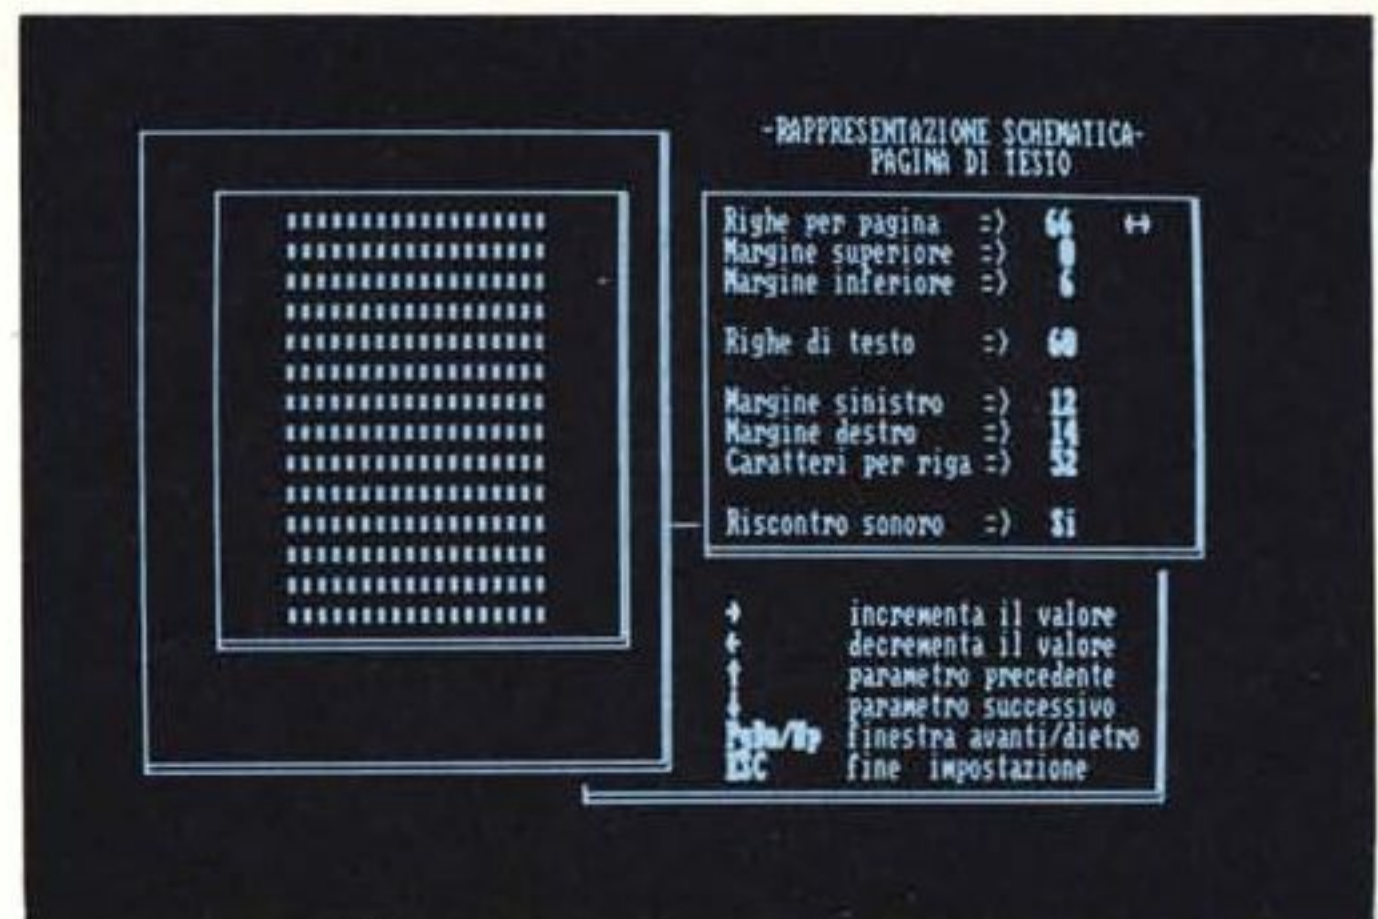 -RAPPRESENTAZIONE SCHEMATICA-
PAGINA DI TESTO
Righe per pagina =) 66 ↔
Margine superiore =) 0
Margine inferiore =) 6
Righe di testo =) 60
Margine sinistro =) 12
Margine destro =) 14
Caratteri per riga =) 52
Riscontro sonoro =) Si
→ incrementa il valore
← decrementa il valore
↑ parametro precedente
↓ parametro successivo
PgDn/Up finestra avanti/dietro
ESC fine impostazione